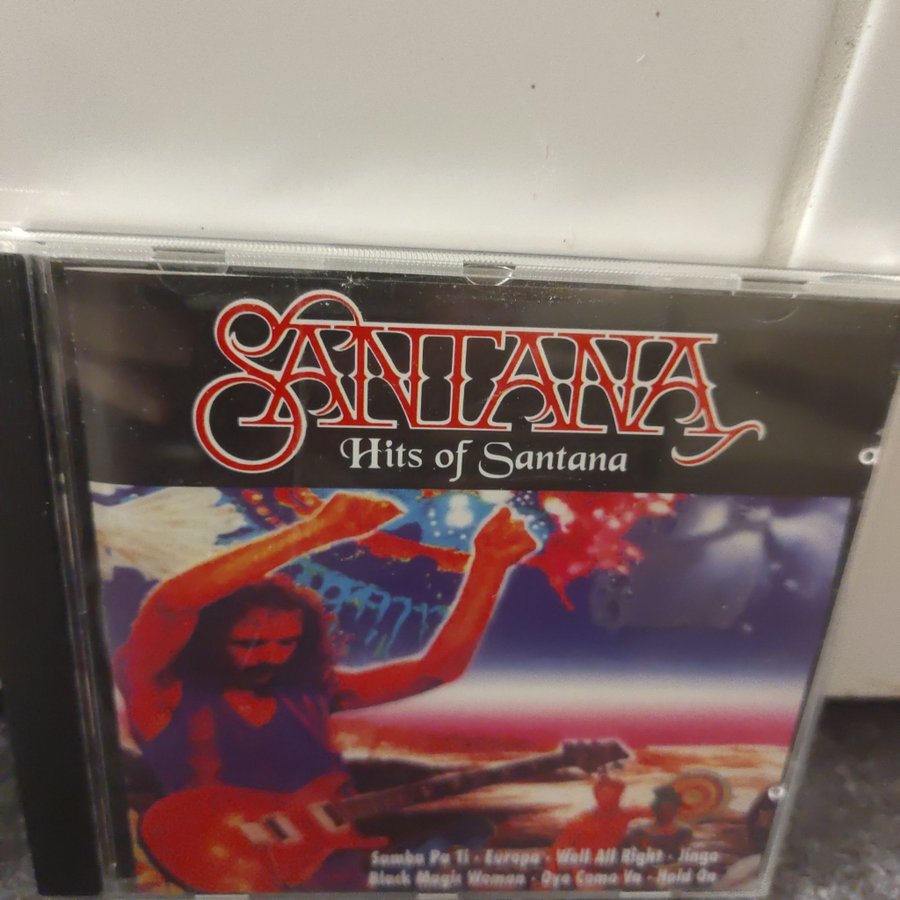 SANTANA
Hits of Santana
Samba Pa Ti • Europa • Well All Right • Jingo
Black Magic Woman • Oye Como Va • Hold On